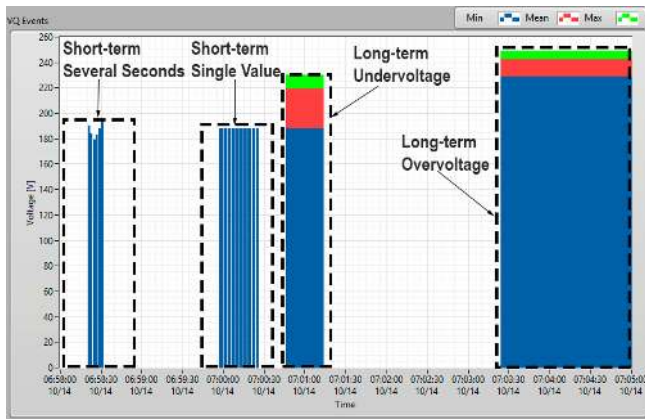 VQ Events
Min Mean Max
Short-term
Several Seconds
Short-term
Single Value
Long-term
Undervoltage
Long-term
Overvoltage
Voltage [V]
260
240
220
200
180
160
140
120
100
80
60
40
20
0
06:58:00 06:58:30 06:59:00 06:59:30 07:00:00 07:00:30 07:01:00 07:01:30 07:02:00 07:02:30 07:03:00 07:03:30 07:04:00 07:04:30 07:05:00
10/14 10/14 10/14 10/14 10/14 10/14 10/14 10/14 10/14 10/14 10/14 10/14 10/14 10/14 10/14
Time